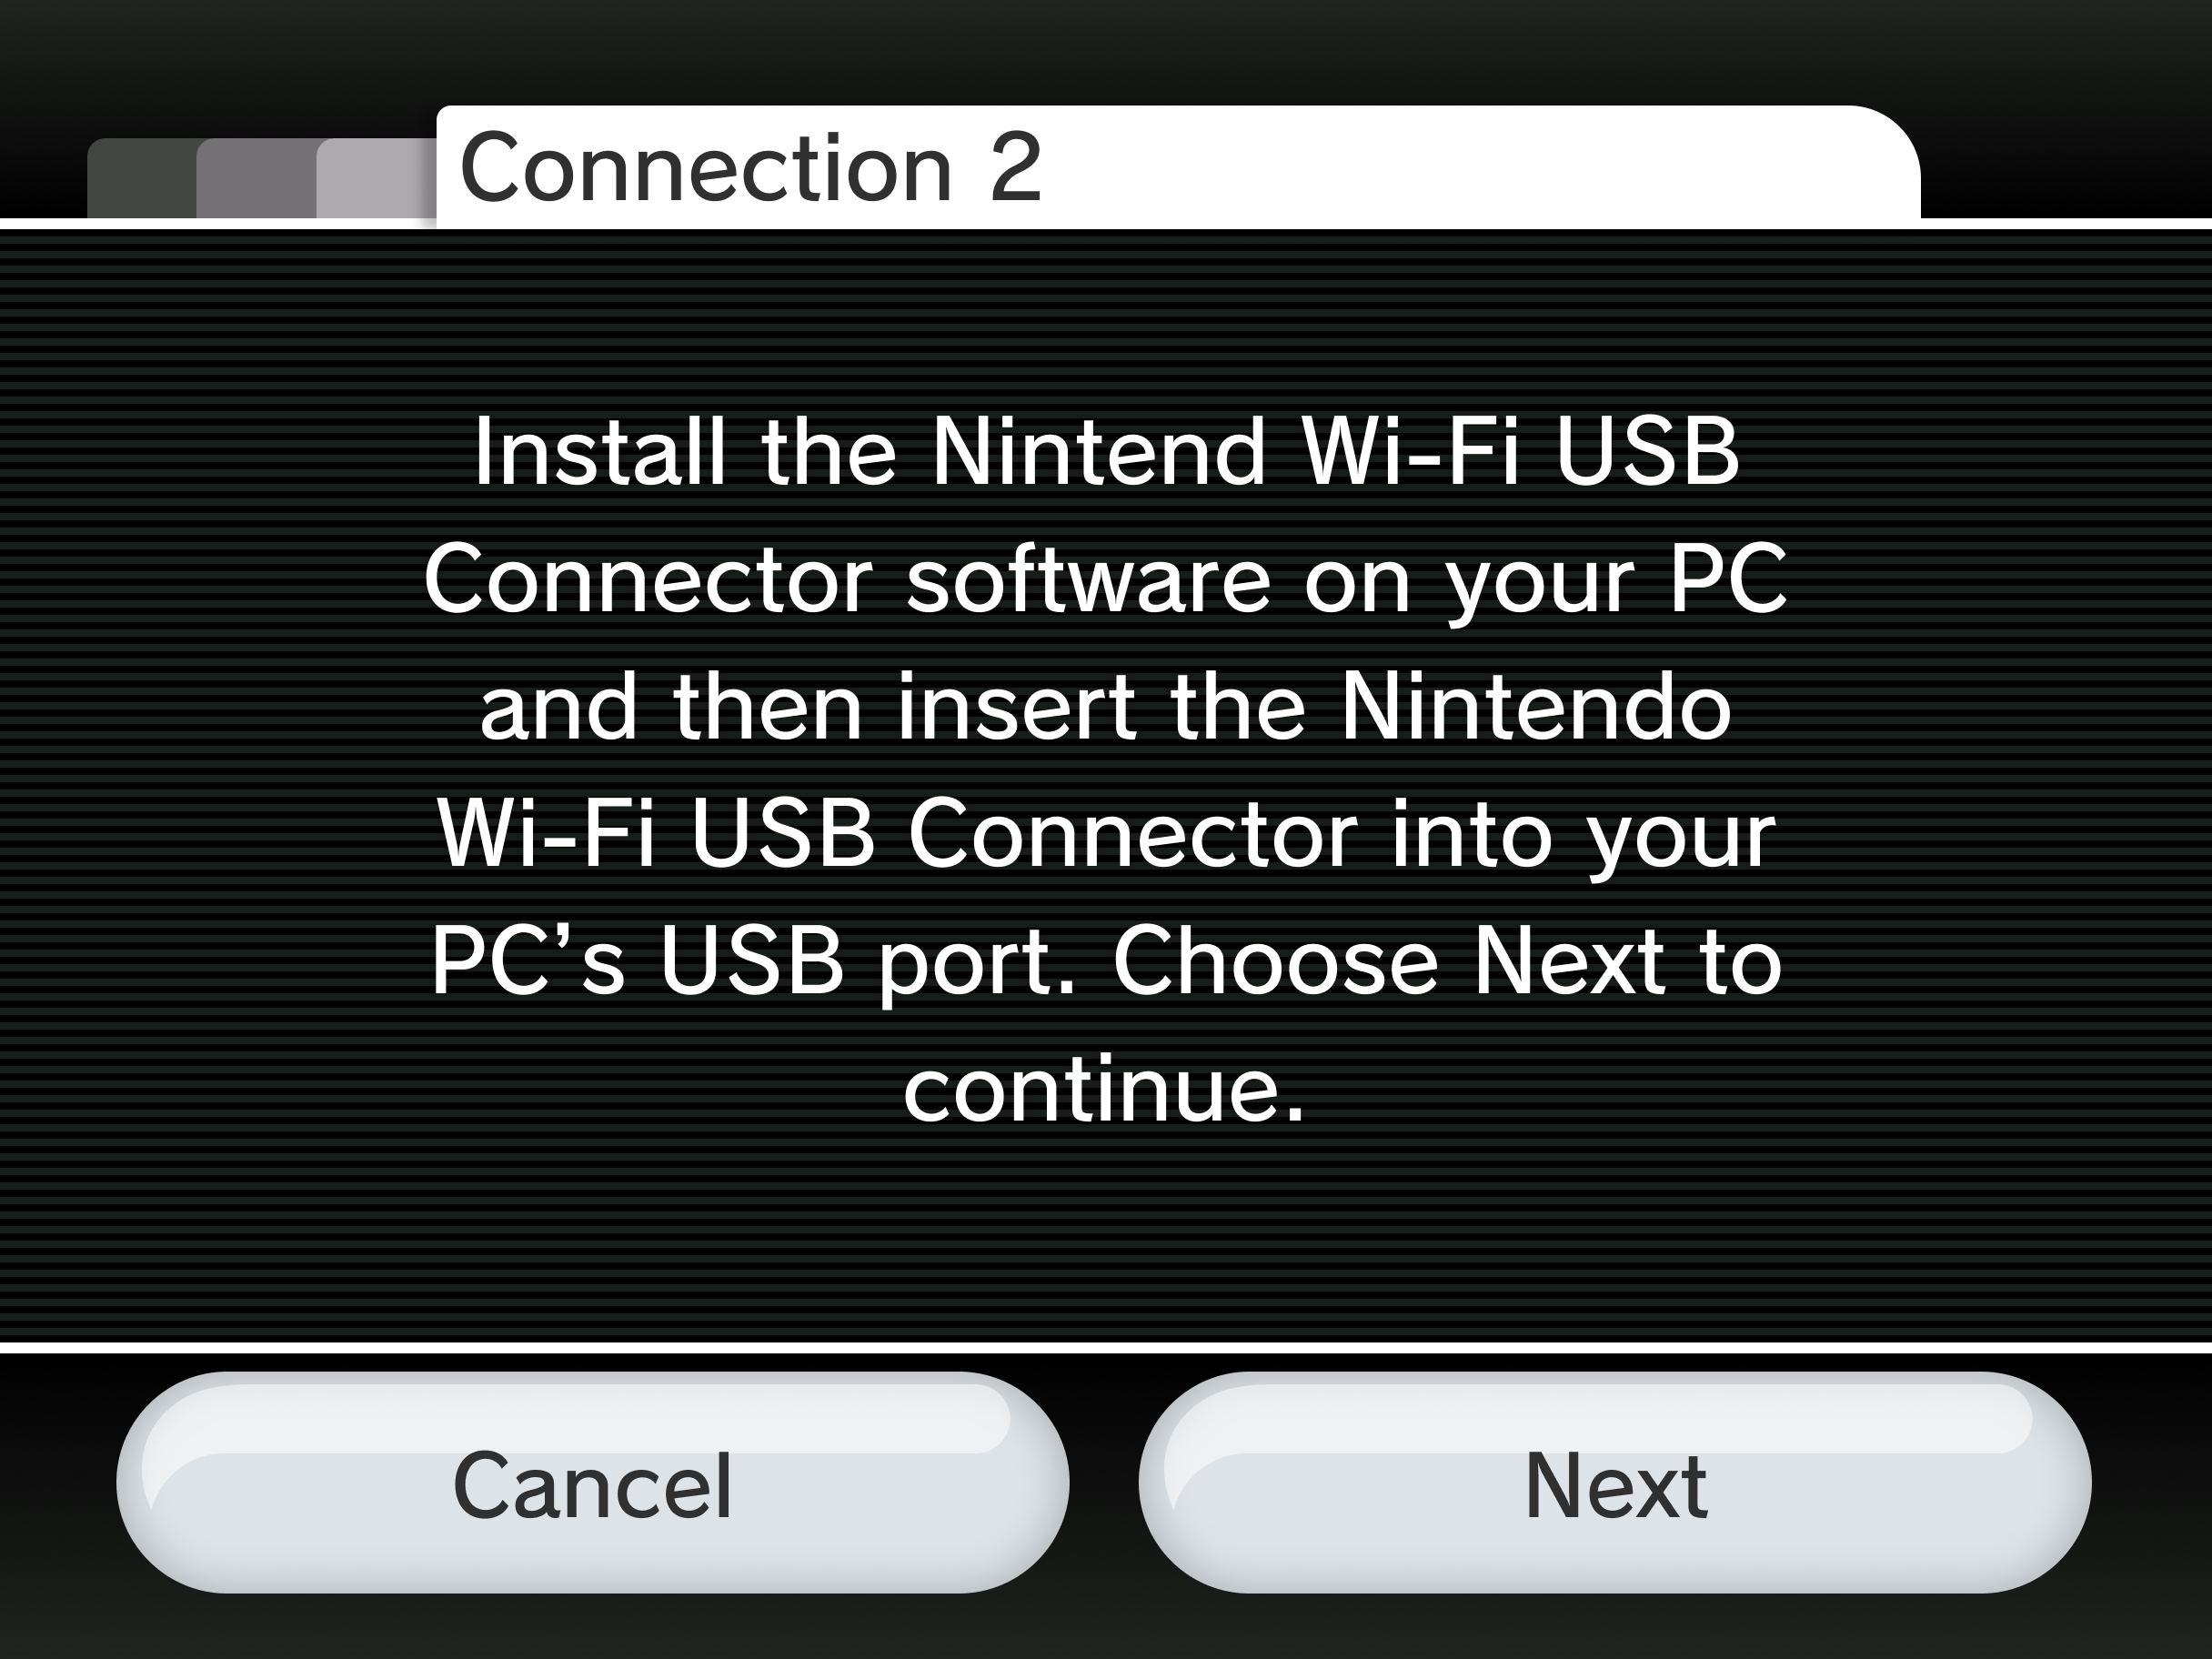 Connection 2
Install the Nintend Wi-Fi USB
Connector software on your PC
and then insert the Nintendo
Wi-Fi USB Connector into your
PC’s USB port. Choose Next to
continue.
Cancel
Next